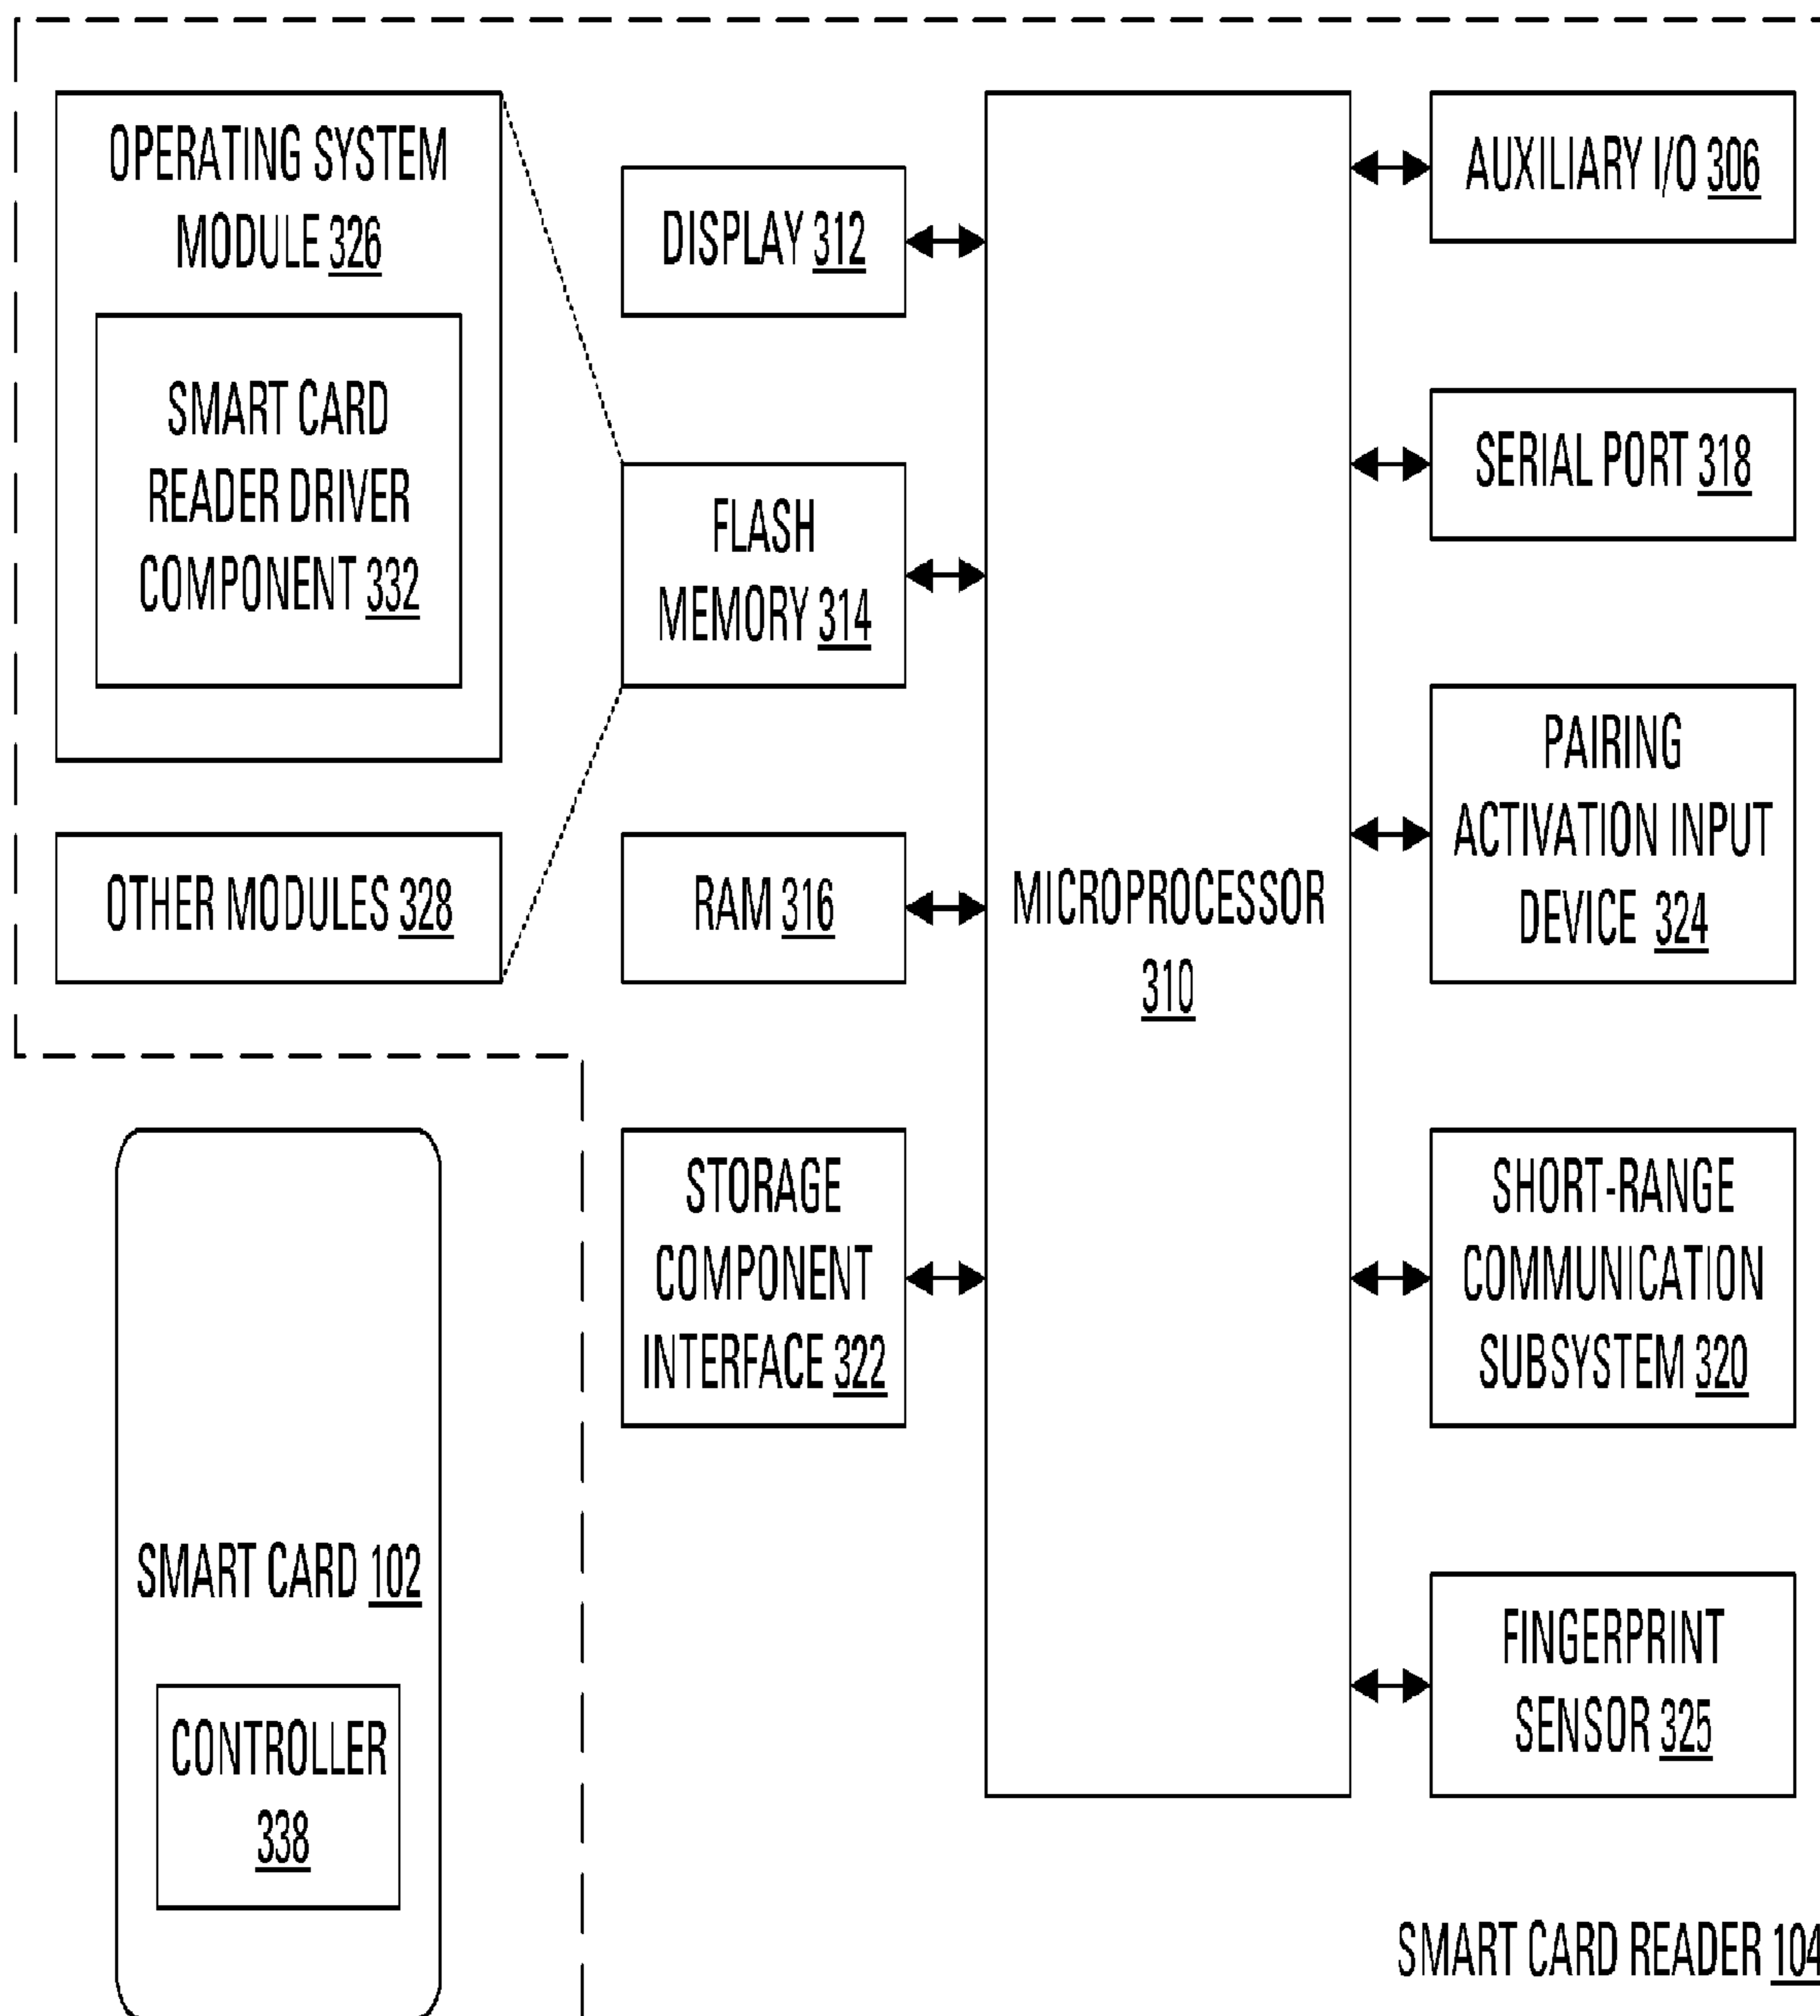 OPERATING SYSTEM
MODULE 326
SMART CARD
READER DRIVER
COMPONENT 332
OTHER MODULES 328
DISPLAY 312
FLASH
MEMORY 314
RAM 316
STORAGE
COMPONENT
INTERFACE 322
MICROPROCESSOR
310
AUXILIARY I/O 306
SERIAL PORT 318
PAIRING
ACTIVATION INPUT
DEVICE 324
SHORT-RANGE
COMMUNICATION
SUBSYSTEM 320
FINGERPRINT
SENSOR 325
SMART CARD 102
CONTROLLER
338
SMART CARD READER 104